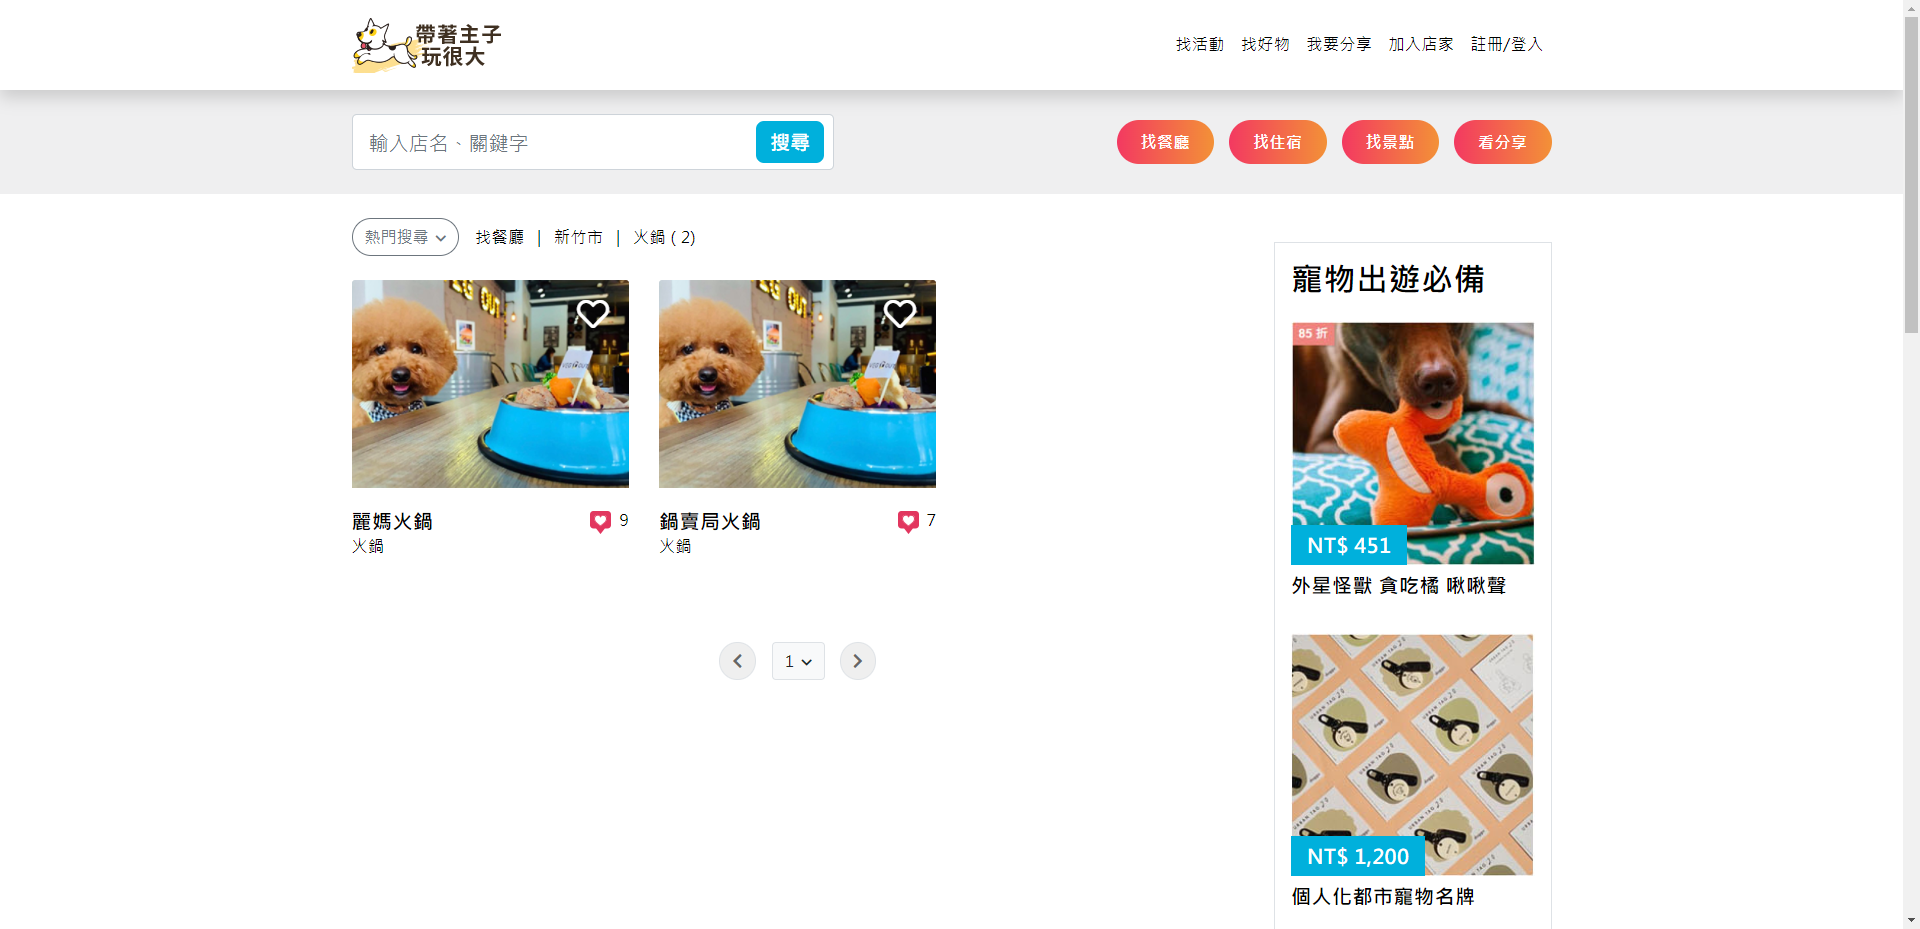 帶著主子
玩很大
找活動 找好物 我要分享 加入店家 註冊/登入
輸入店名、關鍵字
搜尋
找餐廳 找住宿 找景點 看分享
熱門搜尋 找餐廳 | 新竹市 | 火鍋 ( 2)
麗媽火鍋 9
火鍋
鍋賣局火鍋 7
火鍋
1
寵物出遊必備
85 折
NT$ 451
外星怪獸 貪吃橘 啾啾聲
NT$ 1,200
個人化都市寵物名牌